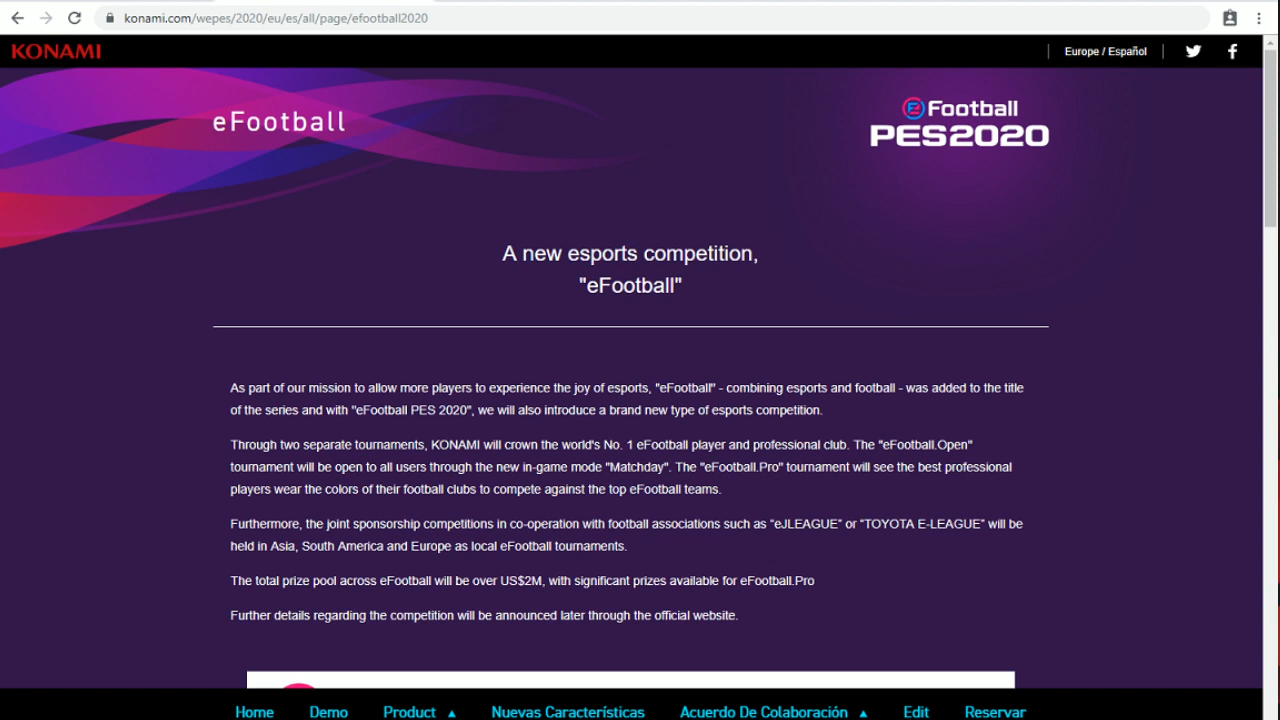 konami.com/wepes/2020/eu/es/all/page/efootball2020
KONAMI
Europe / Español
eFootball
eFootball
PES2020
A new esports competition,
"eFootball"
As part of our mission to allow more players to experience the joy of esports, "eFootball" - combining esports and football - was added to the title
of the series and with "eFootball PES 2020", we will also introduce a brand new type of esports competition.
Through two separate tournaments, KONAMI will crown the world's No. 1 eFootball player and professional club. The "eFootball.Open"
tournament will be open to all users through the new in-game mode "Matchday". The "eFootball.Pro" tournament will see the best professional
players wear the colors of their football clubs to compete against the top eFootball teams.
Furthermore, the joint sponsorship competitions in co-operation with football associations such as “eJLEAGUE” or “TOYOTA E-LEAGUE” will be
held in Asia, South America and Europe as local eFootball tournaments.
The total prize pool across eFootball will be over US$2M, with significant prizes available for eFootball.Pro
Further details regarding the competition will be announced later through the official website.
Home Demo Product ▲ Nuevas Características Acuerdo De Colaboración ▲ Edit Reservar